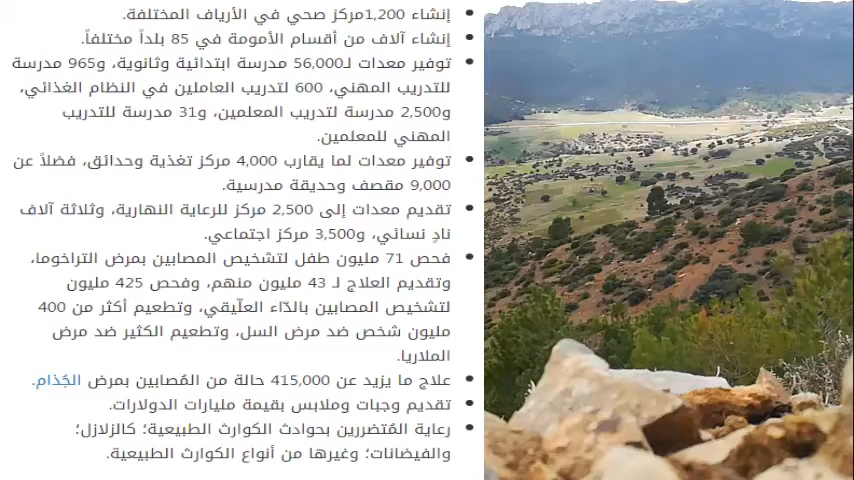 إنشاء 1,200مركز صحي في الأرياف المختلفة.
إنشاء آلاف من أقسام الأمومة في 85 بلداً مختلفاً.
توفير معدات لـ56,000 مدرسة ابتدائية وثانوية، و965 مدرسة
للتدريب المهني، 600 لتدريب العاملين في النظام الغذائي،
و2,500 مدرسة لتدريب المعلمين، و31 مدرسة للتدريب
المهني للمعلمين.
توفير معدات لما يقارب 4,000 مركز تغذية وحدائق، فضلاً عن
9,000 مقصف وحديقة مدرسية.
تقديم معدات إلى 2,500 مركز للرعاية النهارية، وثلاثة آلاف
نادٍ نسائي، و3,500 مركز اجتماعي.
فحص 71 مليون طفل لتشخيص المصابين بمرض التراخوما،
وتقديم العلاج لـ 43 مليون منهم، وفحص 425 مليون
لتشخيص المصابين بالدّاء العلّيقي، وتطعيم أكثر من 400
مليون شخص ضد مرض السل، وتطعيم الكثير ضد مرض
الملاريا.
علاج ما يزيد عن 415,000 حالة من المُصابين بمرض الجُذام.
تقديم وجبات وملابس بقيمة مليارات الدولارات.
رعاية المُتضررين بحوادث الكوارث الطبيعية؛ كالزلازل؛
والفيضانات؛ وغيرها من أنواع الكوارث الطبيعية.